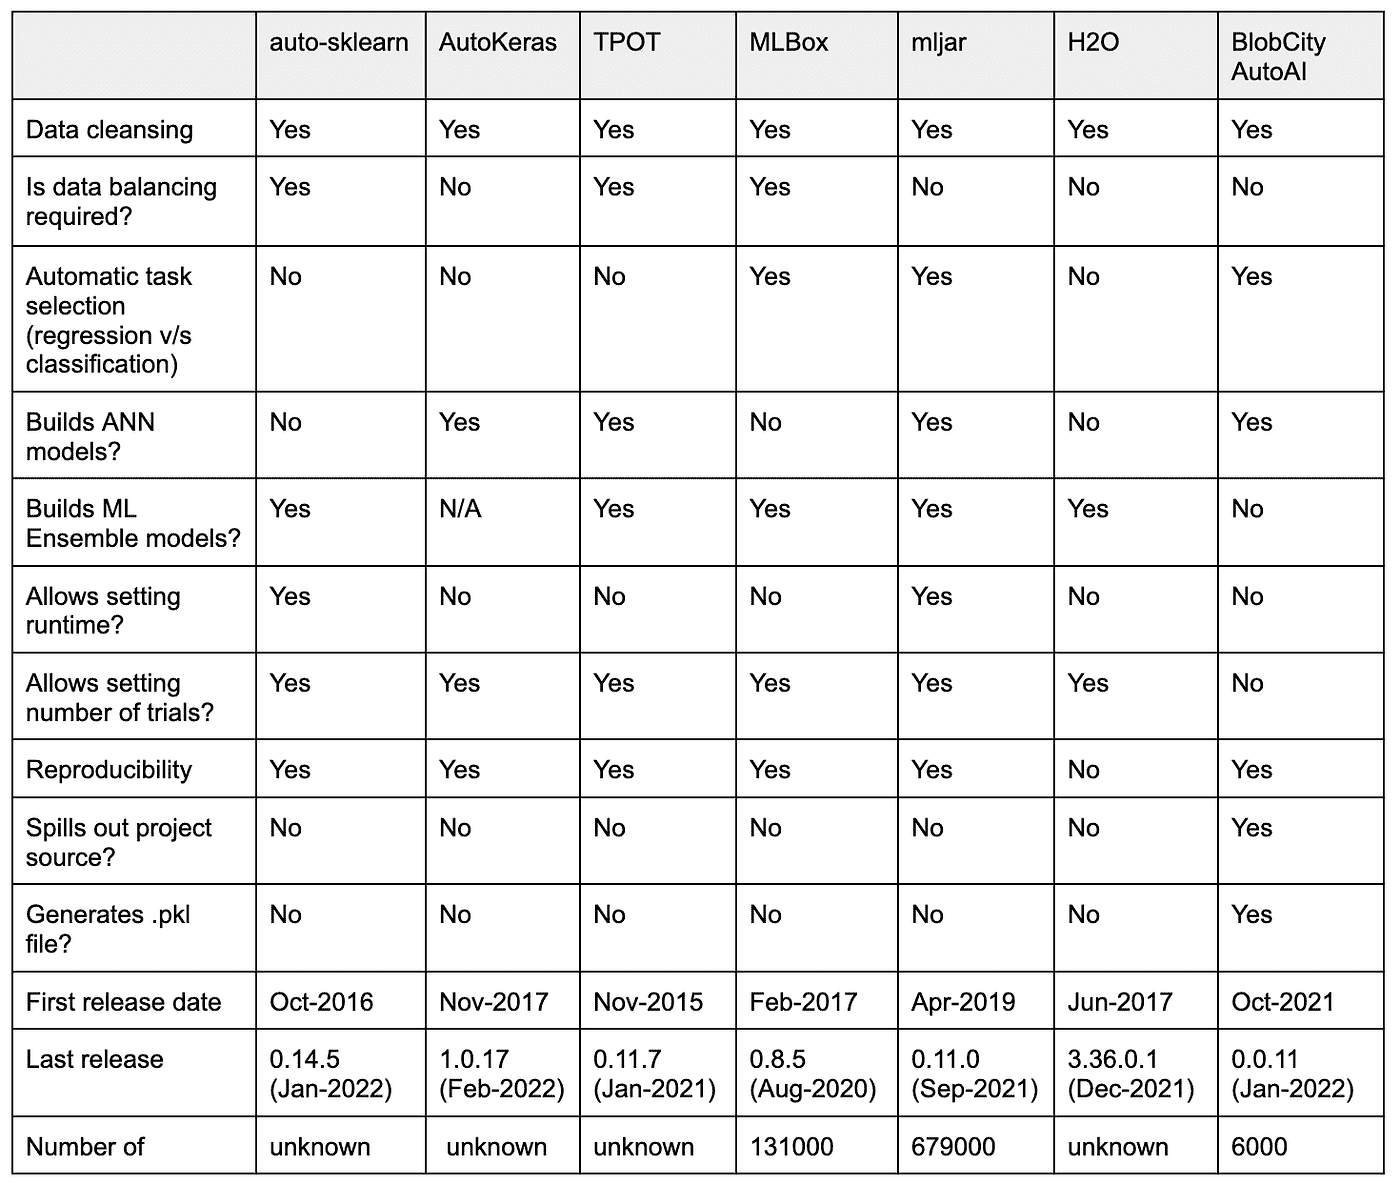 auto-sklearn AutoKeras TPOT MLBox mljar H2O BlobCity
AutoAI
Data cleansing Yes Yes Yes Yes Yes Yes Yes
Is data balancing Yes No Yes Yes No No No
required?
Automatic task No No No Yes Yes No Yes
selection
(regression v/s
classification)
Builds ANN No Yes Yes No Yes No Yes
models?
Builds ML Yes N/A Yes Yes Yes Yes No
Ensemble models?
Allows setting Yes No No No Yes No No
runtime?
Allows setting Yes Yes Yes Yes Yes Yes No
number of trials?
Reproducibility Yes Yes Yes Yes Yes No Yes
Spills out project No No No No No No Yes
source?
Generates .pkl No No No No No No Yes
file?
First release date Oct-2016 Nov-2017 Nov-2015 Feb-2017 Apr-2019 Jun-2017 Oct-2021
Last release 0.14.5 1.0.17 0.11.7 0.8.5 0.11.0 3.36.0.1 0.0.11
(Jan-2022) (Feb-2022) (Jan-2021) (Aug-2020) (Sep-2021) (Dec-2021) (Jan-2022)
Number of unknown unknown unknown 131000 679000 unknown 6000